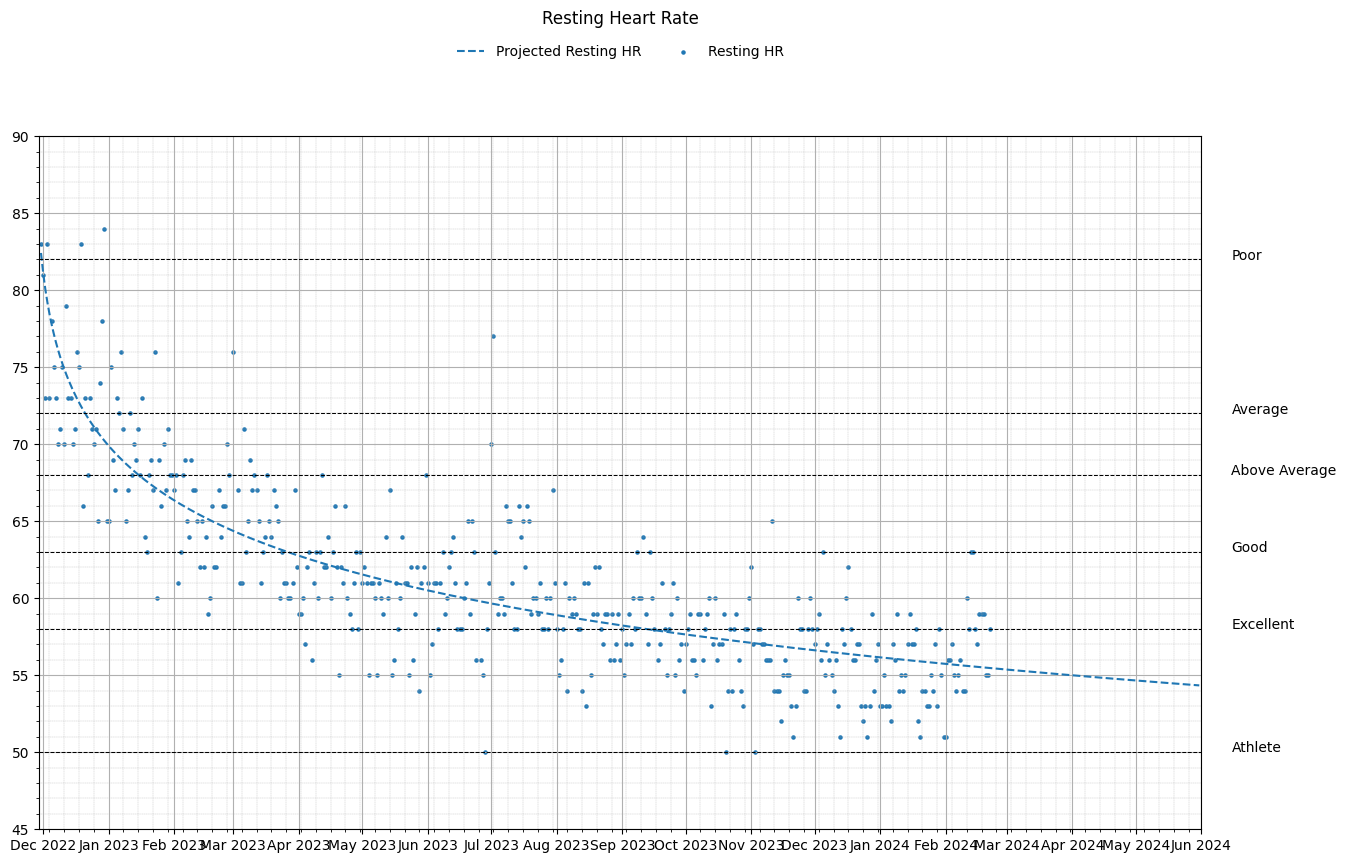 Resting Heart Rate
Projected Resting HR
Resting HR
90
85
80
75
70
65
60
55
50
45
Poor
Average
Above Average
Good
Excellent
Athlete
Dec 2022 Jan 2023 Feb 2023 Mar 2023 Apr 2023 May 2023 Jun 2023 Jul 2023 Aug 2023 Sep 2023 Oct 2023 Nov 2023 Dec 2023 Jan 2024 Feb 2024 Mar 2024 Apr 2024 May 2024 Jun 2024